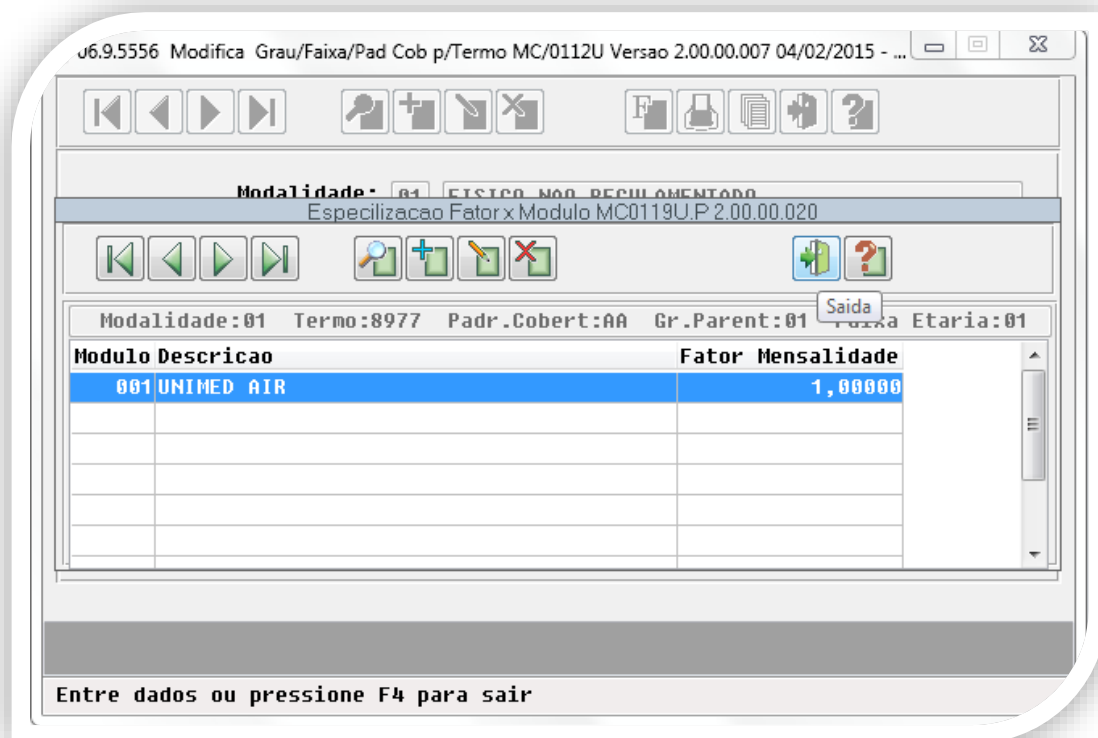 06.9.5556 Modifica Grau/Faixa/Pad Cob p/Termo MC/0112U Versao 2.00.00.007 04/02/2015 - ...
Modalidade: 01 FISICO NAO REGULAMENTADO
Especilizacao Fator x Modulo MC0119U.P 2.00.00.020
Saida
Modalidade:01 Termo:8977 Padr.Cobert:AA Gr.Parent:01 Faixa Etaria:01
Modulo Descricao Fator Mensalidade
001 UNIMED AIR 1,00000
Entre dados ou pressione F4 para sair